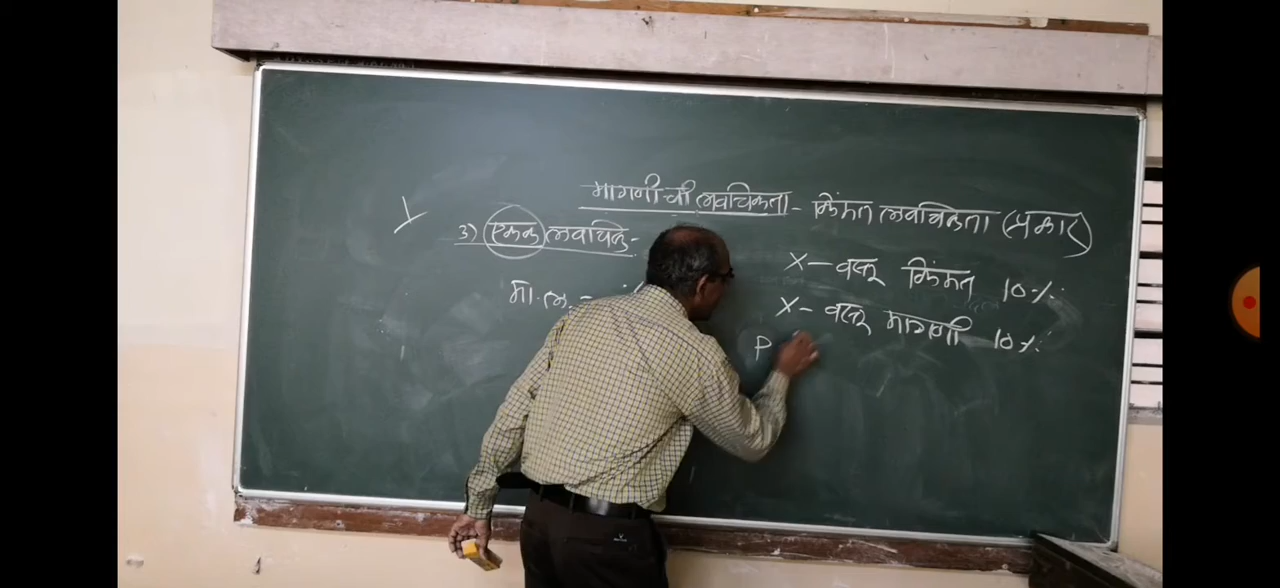 मागणीची लवचिकता - किंमत लवचिकता (प्रकार)
Y
3) एकक लवचिक :-
मा.ल. =
X - वस्तू किंमत 10%
X - वस्तू मागणी 10%
P